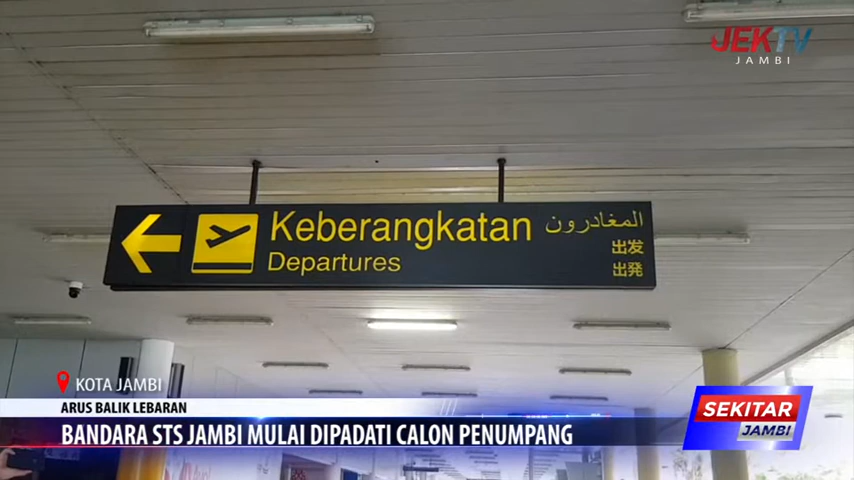 JEKTV
JAMBI
Keberangkatan
Departures
المغادرون
出发
出発
KOTA JAMBI
ARUS BALIK LEBARAN
BANDARA STS JAMBI MULAI DIPADATI CALON PENUMPANG
SEKITAR
JAMBI